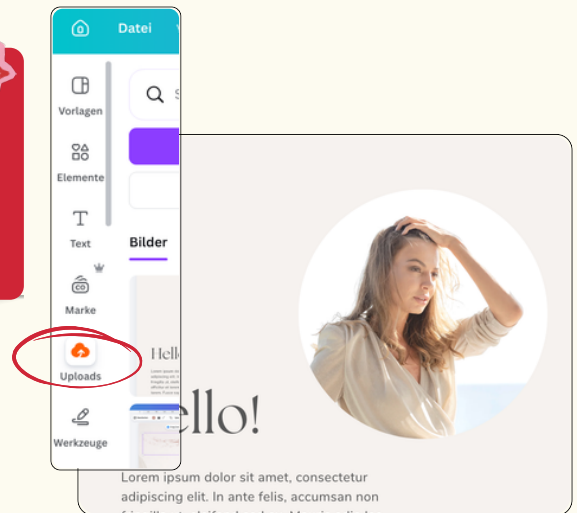 Datei
Vorlagen
Elemente
Text
Bilder
Marke
Uploads
Werkzeuge
Hello
ello!
Lorem ipsum dolor sit amet, consectetur
adipiscing elit. In ante felis, accumsan non